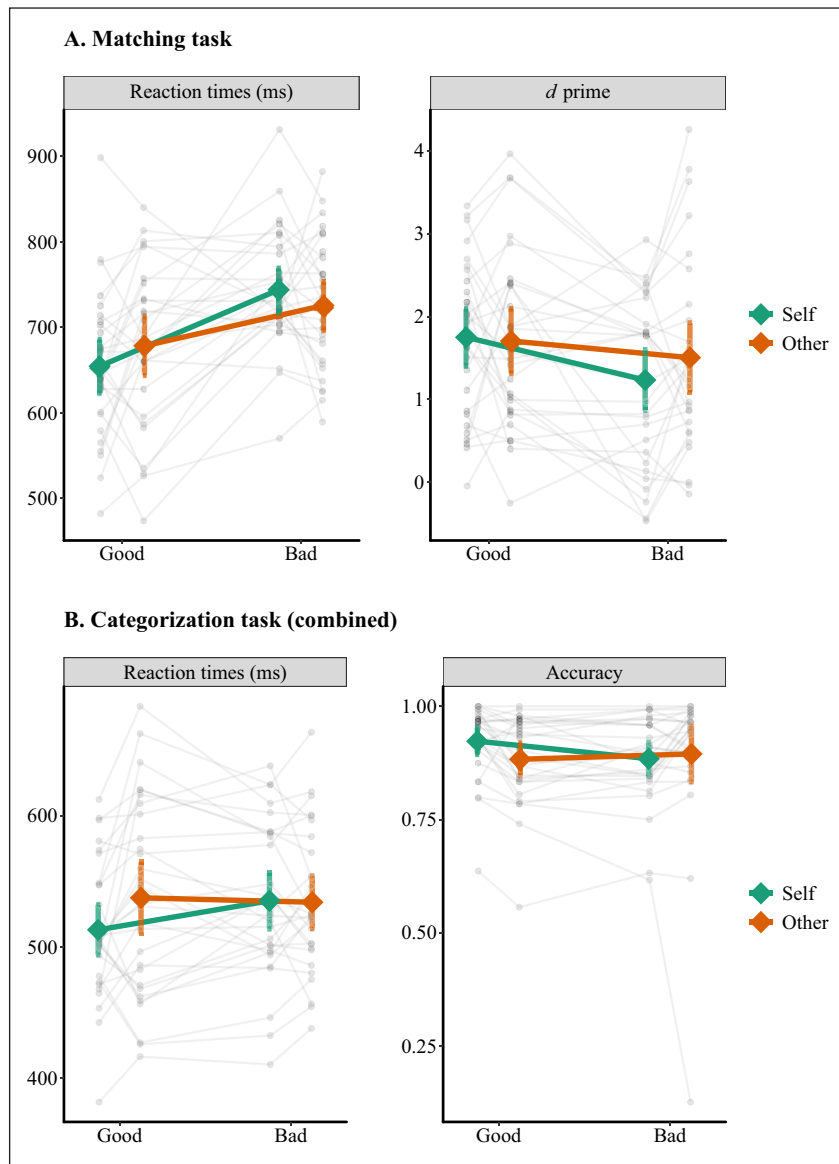 A. Matching task
Reaction times (ms)
d prime
900
800
700
600
500
4
3
2
1
0
Good
Bad
Good
Bad
Self
Other
B. Categorization task (combined)
Reaction times (ms)
Accuracy
600
500
400
1.00
0.75
0.50
0.25
Good
Bad
Good
Bad
Self
Other